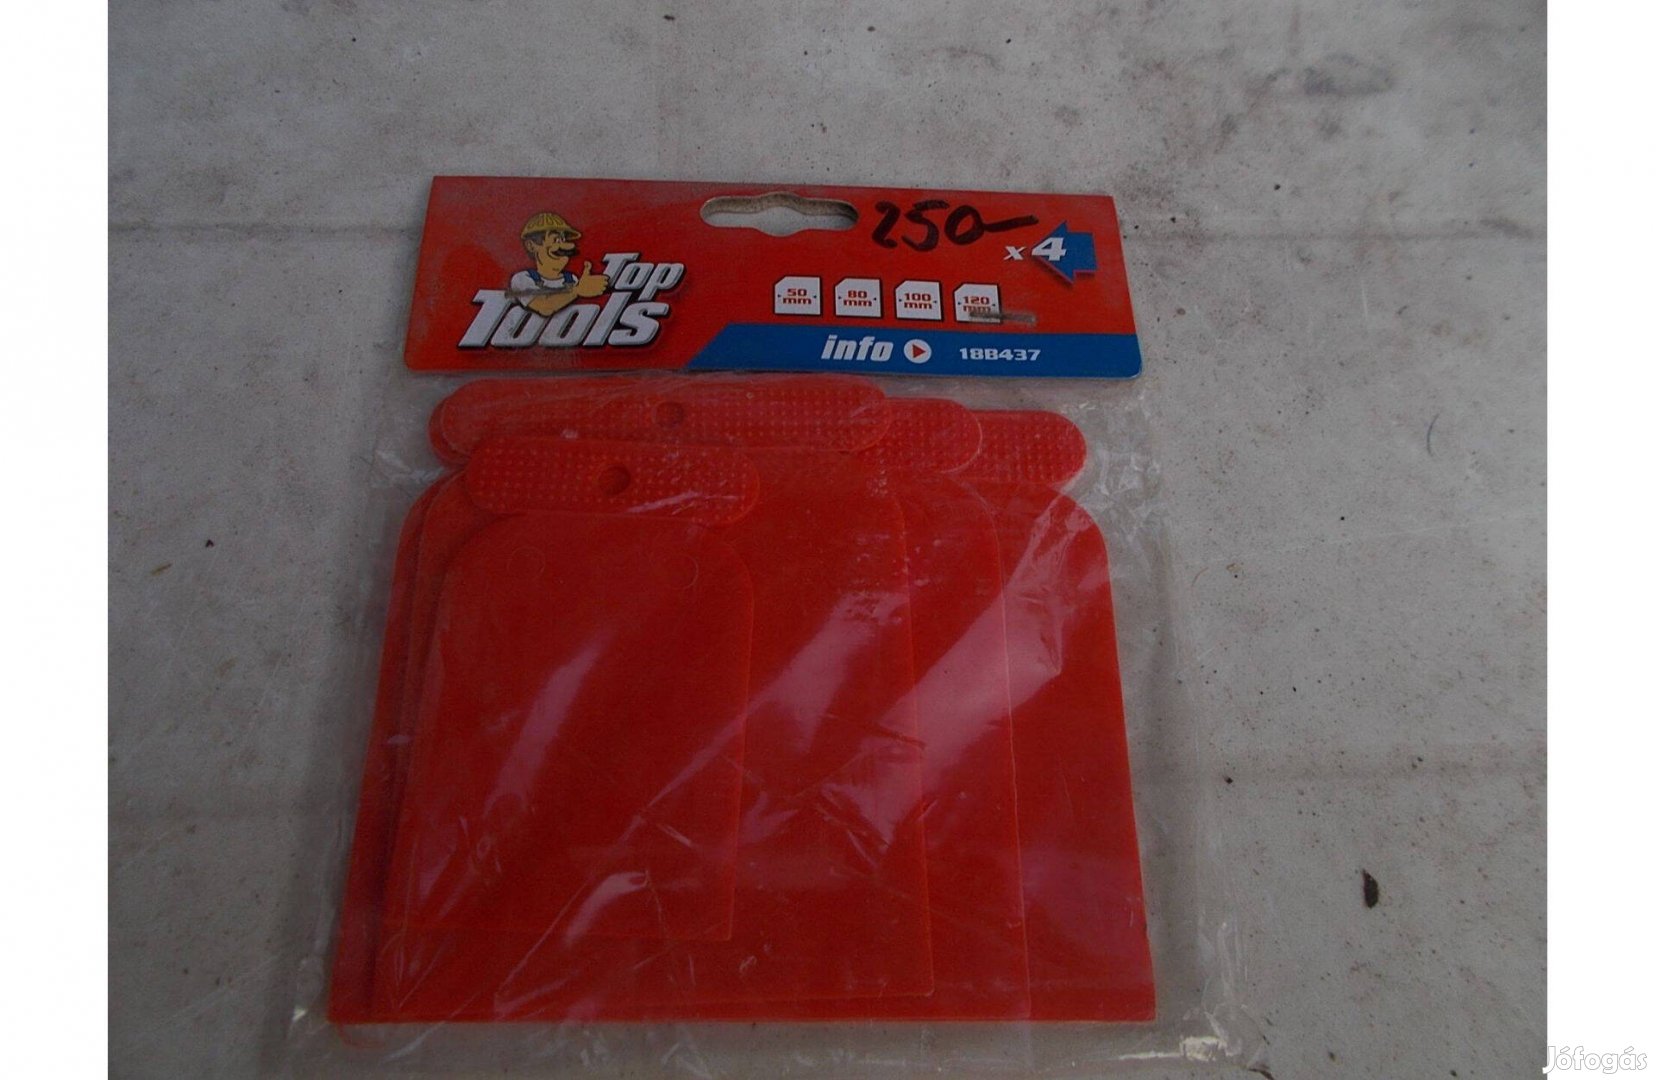 250-
x4
Top
Tools
50
mm
80
mm
100
mm
120
mm
info 18B437
Jófogás